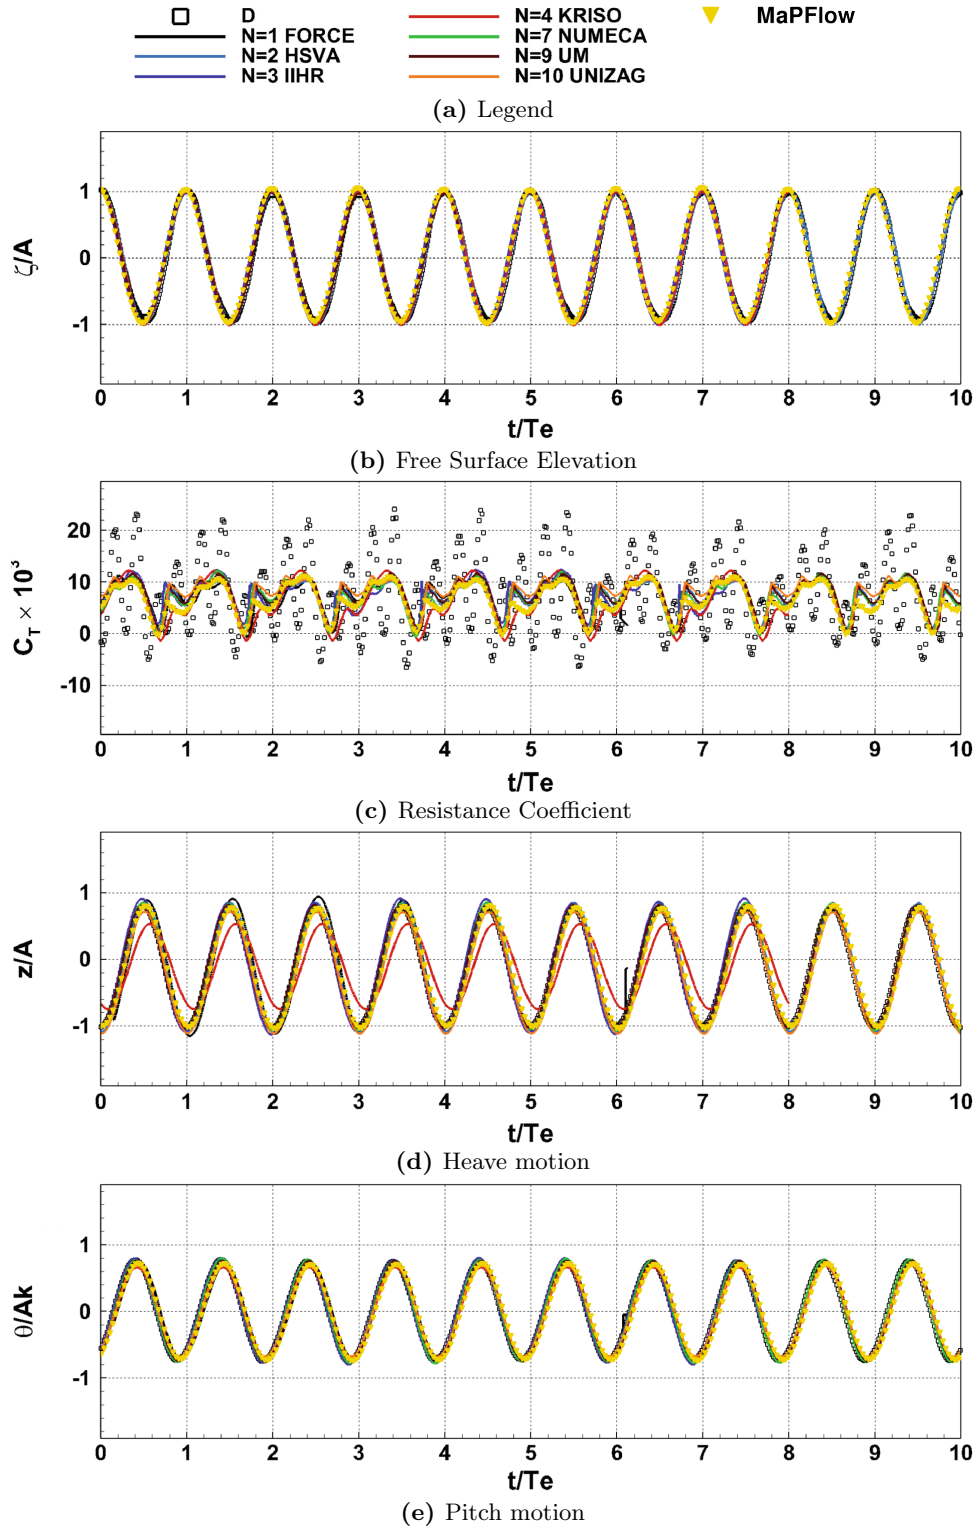 D N=4 KRISO MaPFlow
N=1 FORCE N=7 NUMECA
N=2 HSVA N=9 UM
N=3 IIHR N=10 UNIZAG
(a) Legend
ζ/A
1
0
-1
0 1 2 3 4 5 6 7 8 9 10
t/Te
(b) Free Surface Elevation
C_T × 10³
20
10
0
-10
0 1 2 3 4 5 6 7 8 9 10
t/Te
(c) Resistance Coefficient
z/A
1
0
-1
0 1 2 3 4 5 6 7 8 9 10
t/Te
(d) Heave motion
θ/Ak
1
0
-1
0 1 2 3 4 5 6 7 8 9 10
t/Te
(e) Pitch motion